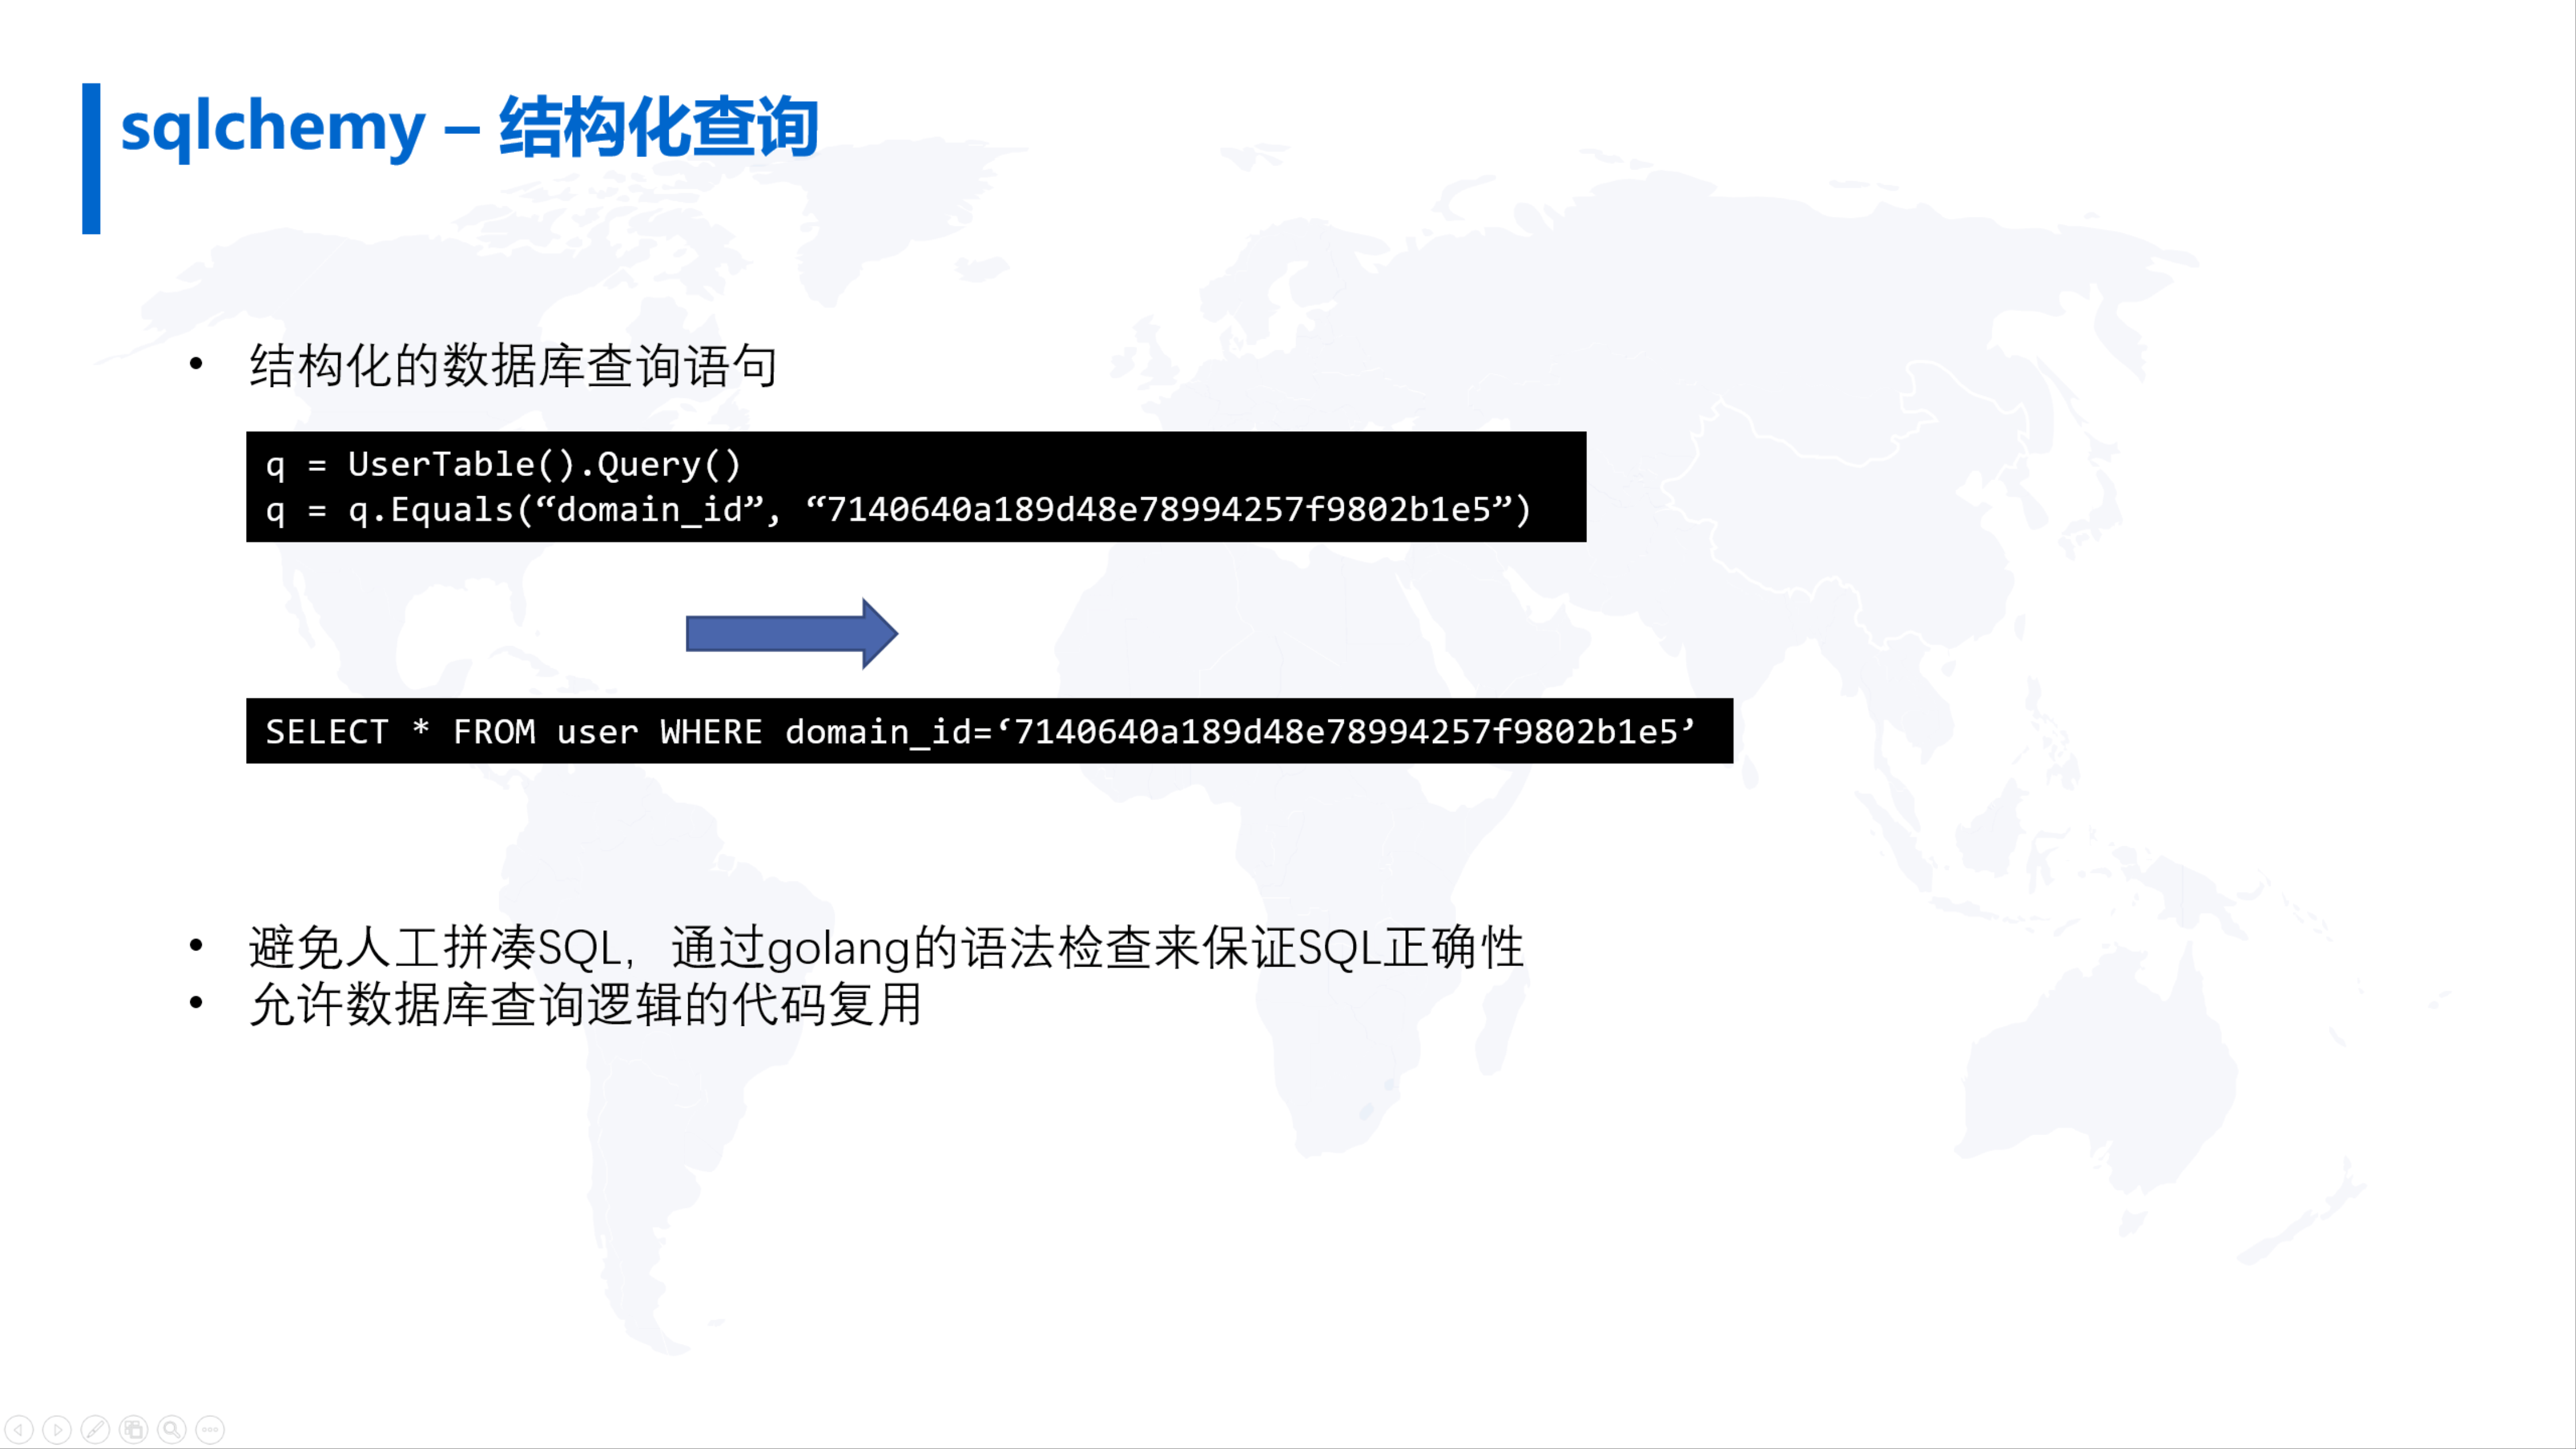 sqlchemy – 结构化查询
• 结构化的数据库查询语句
q = UserTable().Query()
q = q.Equals(“domain_id”, “7140640a189d48e78994257f9802b1e5”)
SELECT * FROM user WHERE domain_id=‘7140640a189d48e78994257f9802b1e5’
• 避免人工拼凑SQL，通过golang的语法检查来保证SQL正确性
• 允许数据库查询逻辑的代码复用